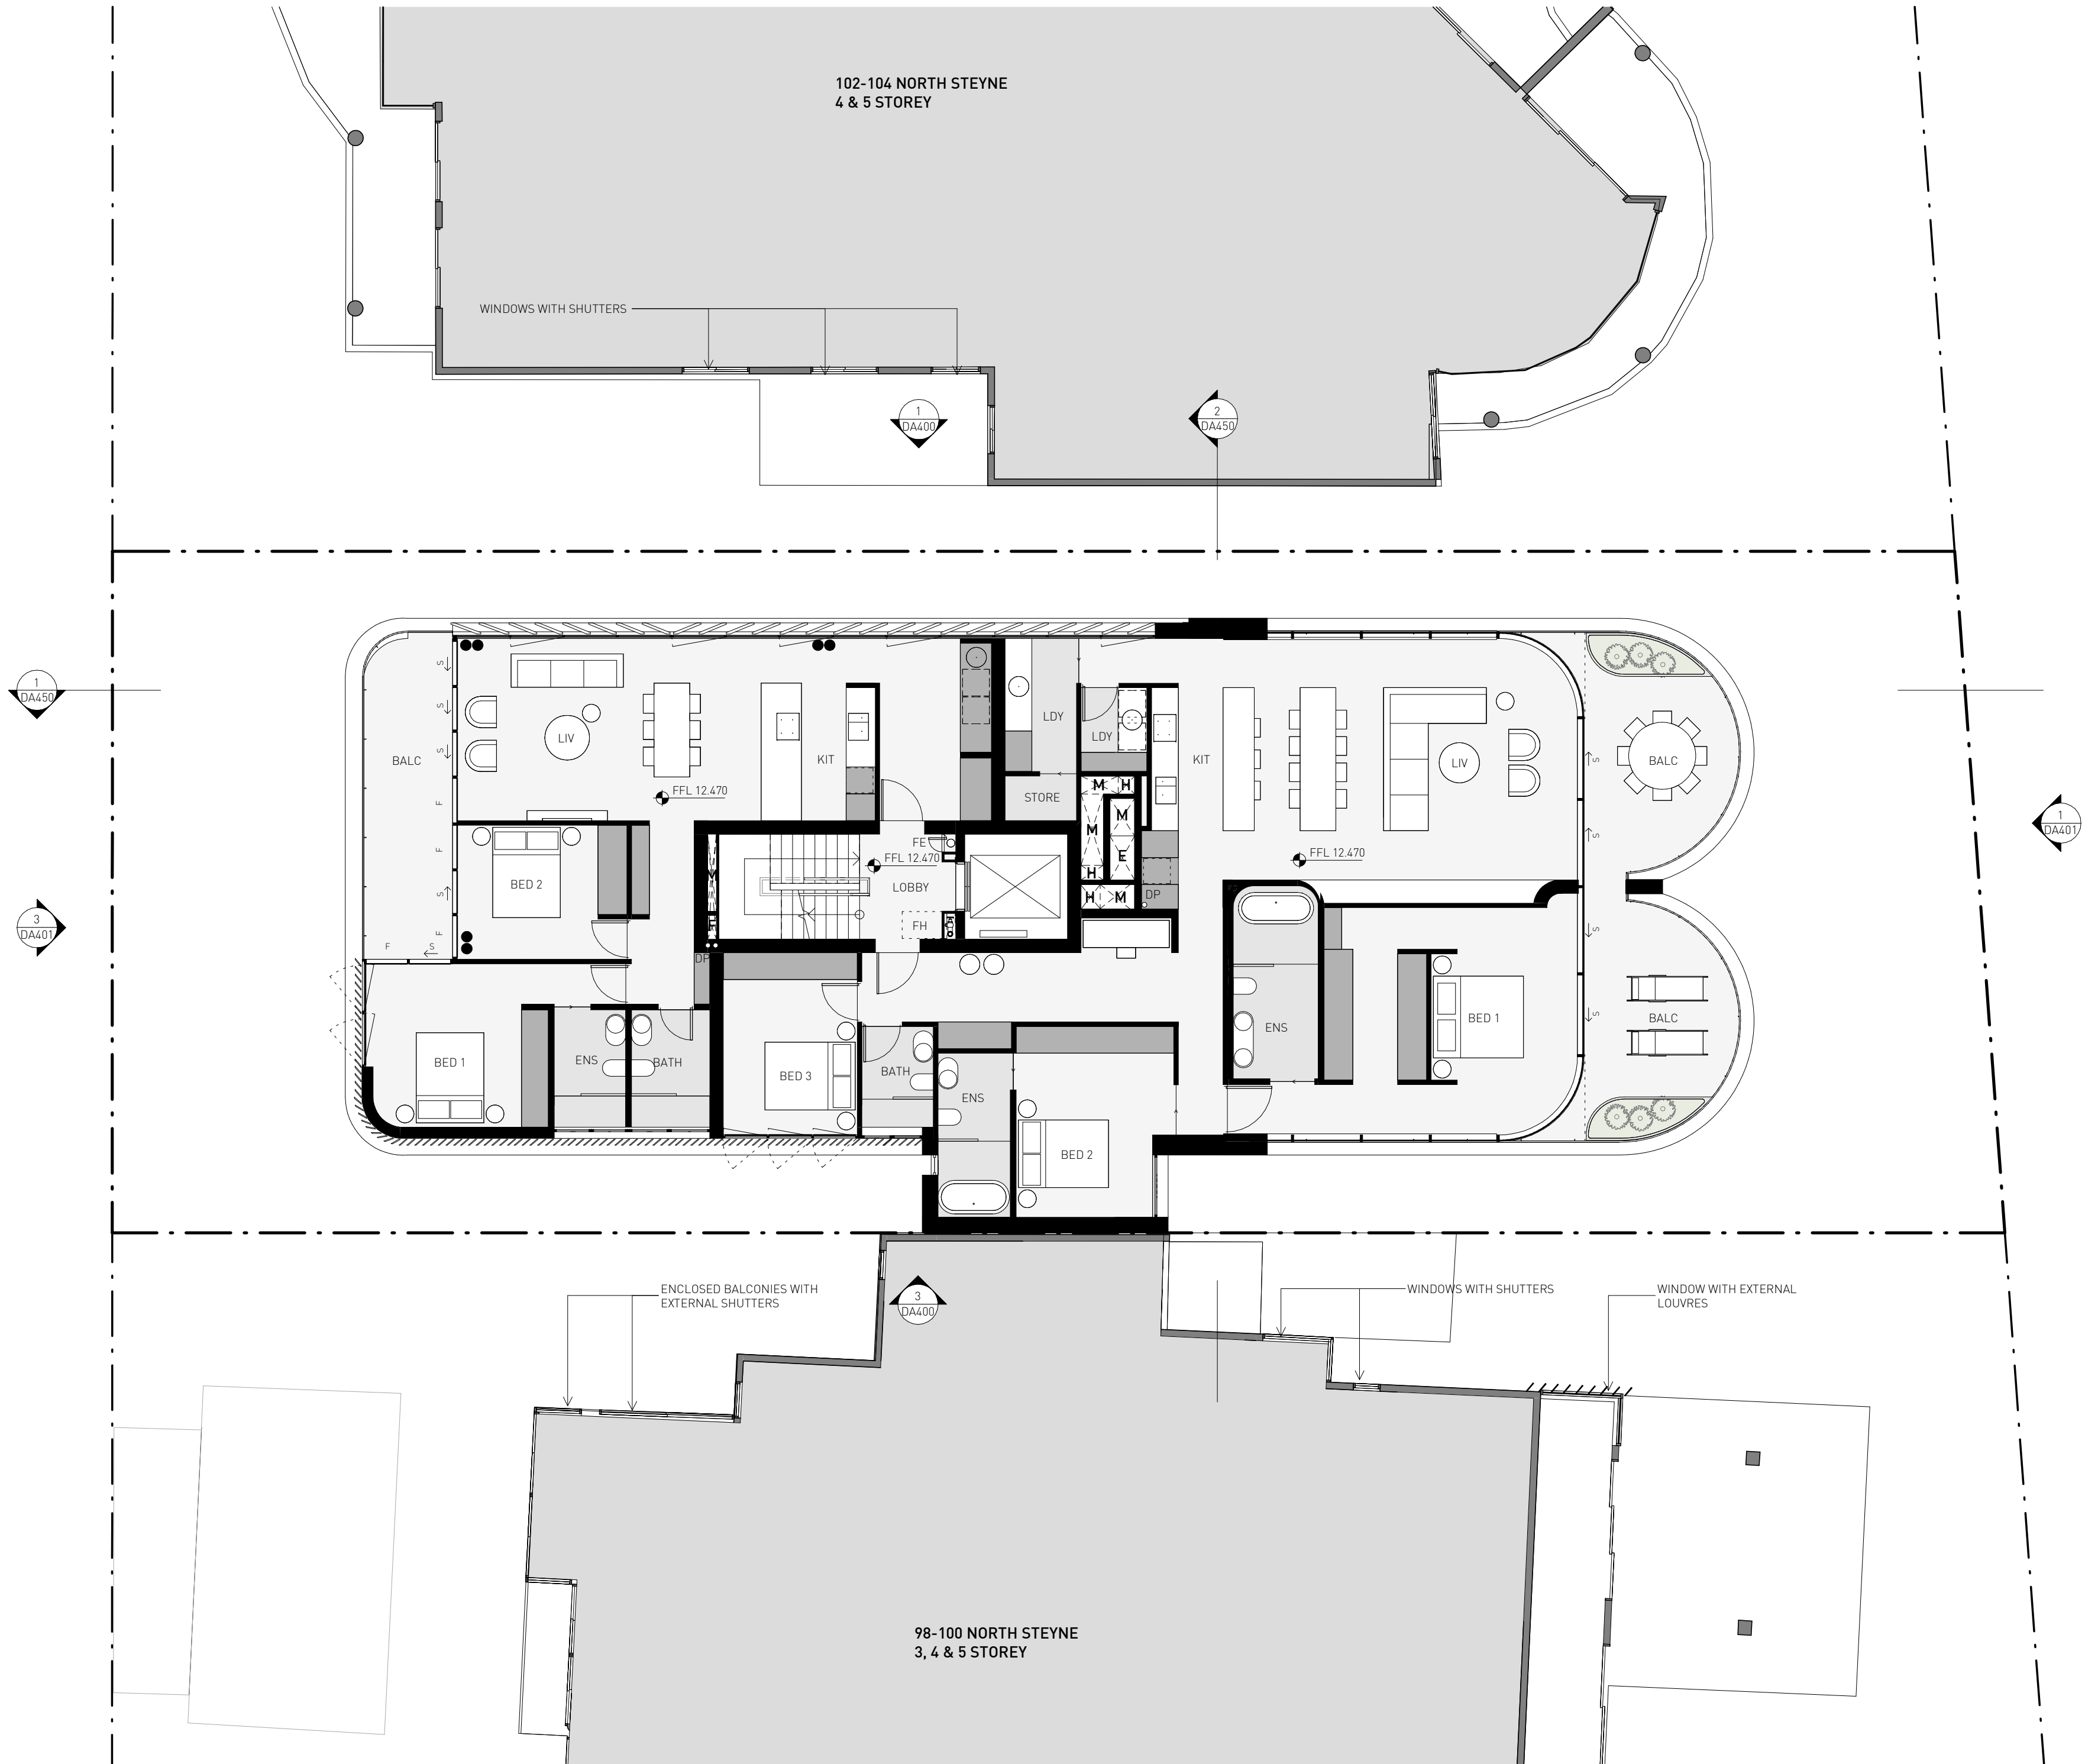 102-104 NORTH STEYNE
4 & 5 STOREY
WINDOWS WITH SHUTTERS
1
DA400
2
DA450
1
DA450
3
DA401
1
DA401
BALC
S
S
S
F
F
S
F
F
S
LIV
KIT
FFL 12.470
BED 2
BED 1
ENS
BATH
DP
M
E
FE
FFL 12.470
LOBBY
FH
LDY
LDY
STORE
M
H
M
M
E
H
H
M
DP
KIT
LIV
FFL 12.470
BALC
S
S
S
S
BALC
BED 1
ENS
BED 3
BATH
ENS
BED 2
ENCLOSED BALCONIES WITH
EXTERNAL SHUTTERS
3
DA400
WINDOWS WITH SHUTTERS
WINDOW WITH EXTERNAL
LOUVRES
98-100 NORTH STEYNE
3, 4 & 5 STOREY